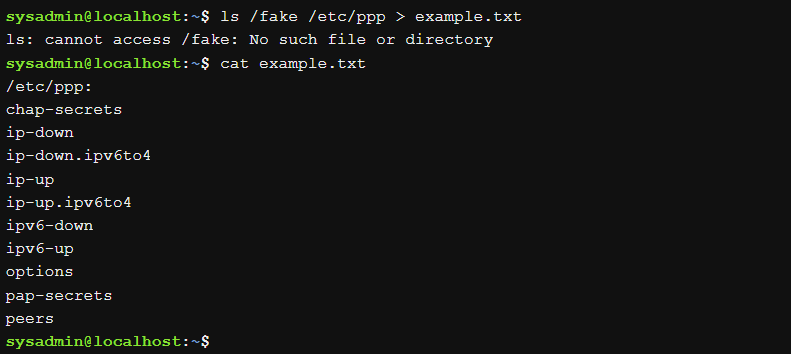 sysadmin@localhost:~$ ls /fake /etc/ppp > example.txt
ls: cannot access /fake: No such file or directory
sysadmin@localhost:~$ cat example.txt
/etc/ppp:
chap-secrets
ip-down
ip-down.ipv6to4
ip-up
ip-up.ipv6to4
ipv6-down
ipv6-up
options
pap-secrets
peers
sysadmin@localhost:~$